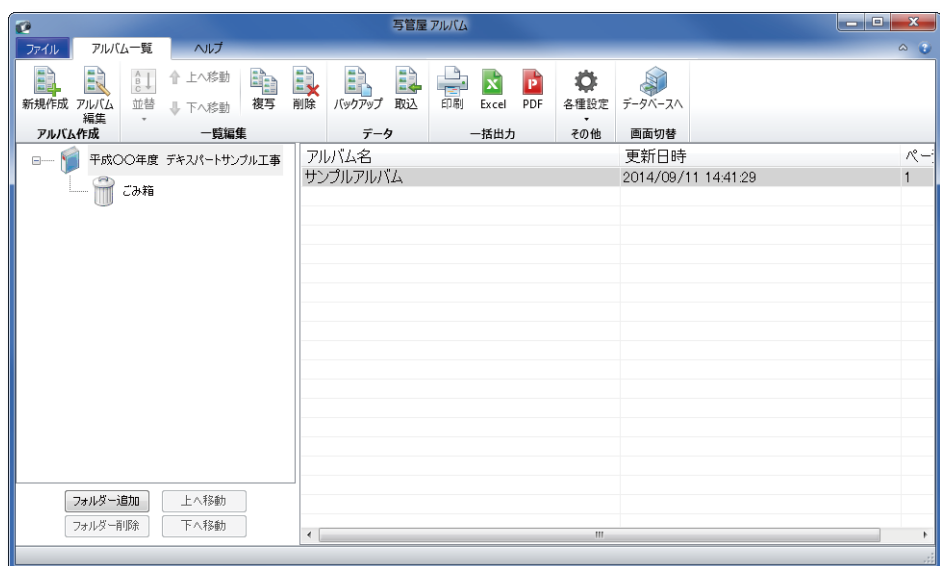 写管屋 アルバム
ファイル アルバム一覧 ヘルプ
新規作成 アルバム編集 並替 上へ移動 下へ移動 複写 削除 バックアップ 取込 印刷 Excel PDF 各種設定 データベースへ
アルバム作成 一覧編集 データ 一括出力 その他 画面切替
平成〇〇年度 デキスパートサンプル工事
ごみ箱
アルバム名 更新日時 ペー
サンプルアルバム 2014/09/11 14:41:29 1
フォルダー追加 上へ移動
フォルダー削除 下へ移動